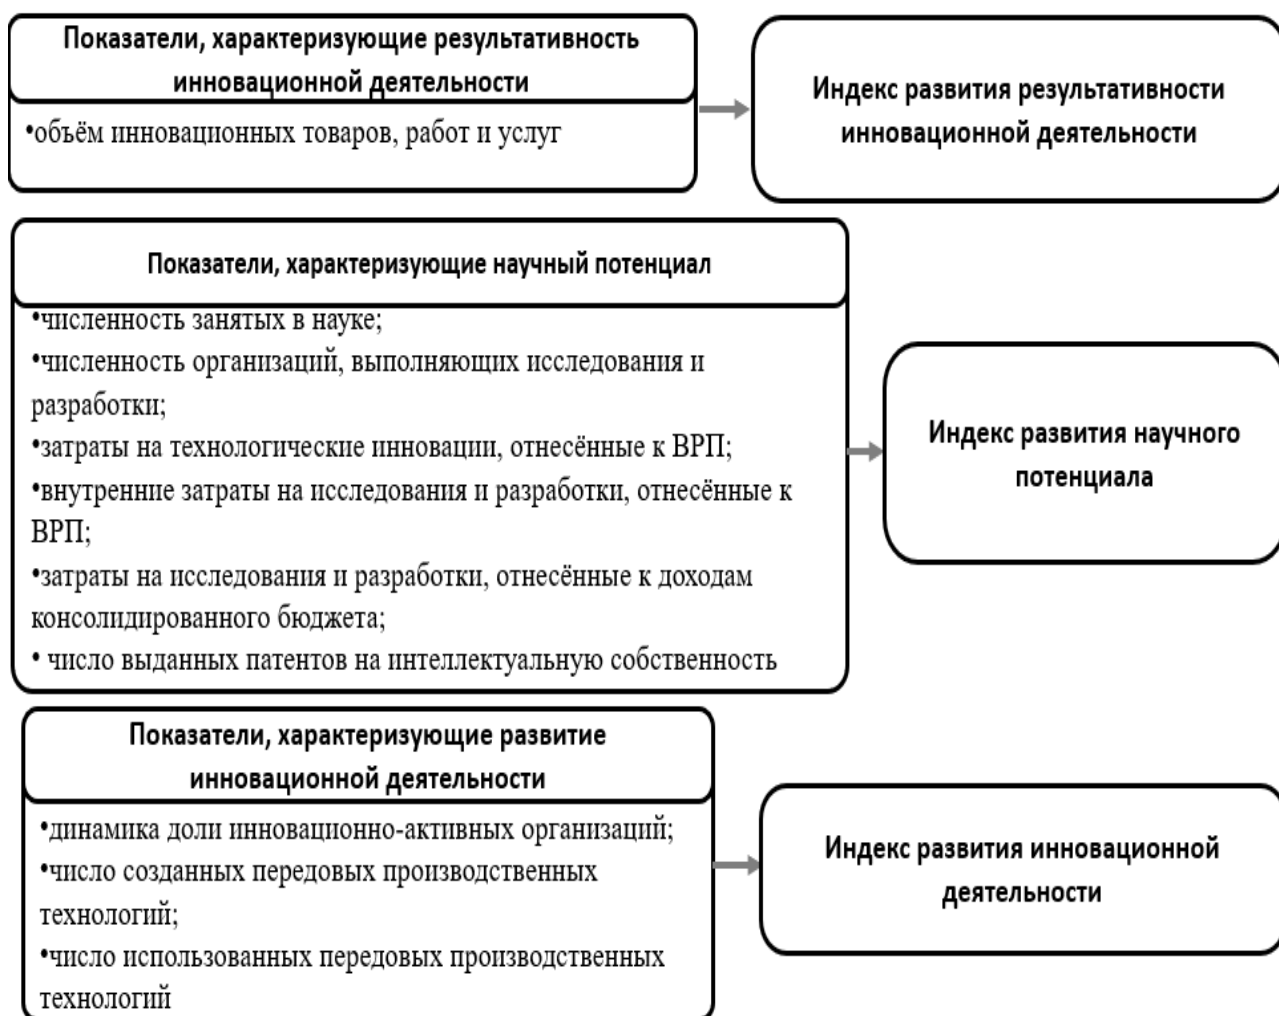 Показатели, характеризующие результативность
инновационной деятельности
•объём инновационных товаров, работ и услуг
Индекс развития результативности
инновационной деятельности
Показатели, характеризующие научный потенциал
•численность занятых в науке;
•численность организаций, выполняющих исследования и
разработки;
•затраты на технологические инновации, отнесённые к ВРП;
•внутренние затраты на исследования и разработки, отнесённые к
ВРП;
•затраты на исследования и разработки, отнесённые к доходам
консолидированного бюджета;
• число выданных патентов на интеллектуальную собственность
Индекс развития научного
потенциала
Показатели, характеризующие развитие
инновационной деятельности
•динамика доли инновационно-активных организаций;
•число созданных передовых производственных
технологий;
•число использованных передовых производственных
технологий
Индекс развития инновационной
деятельности